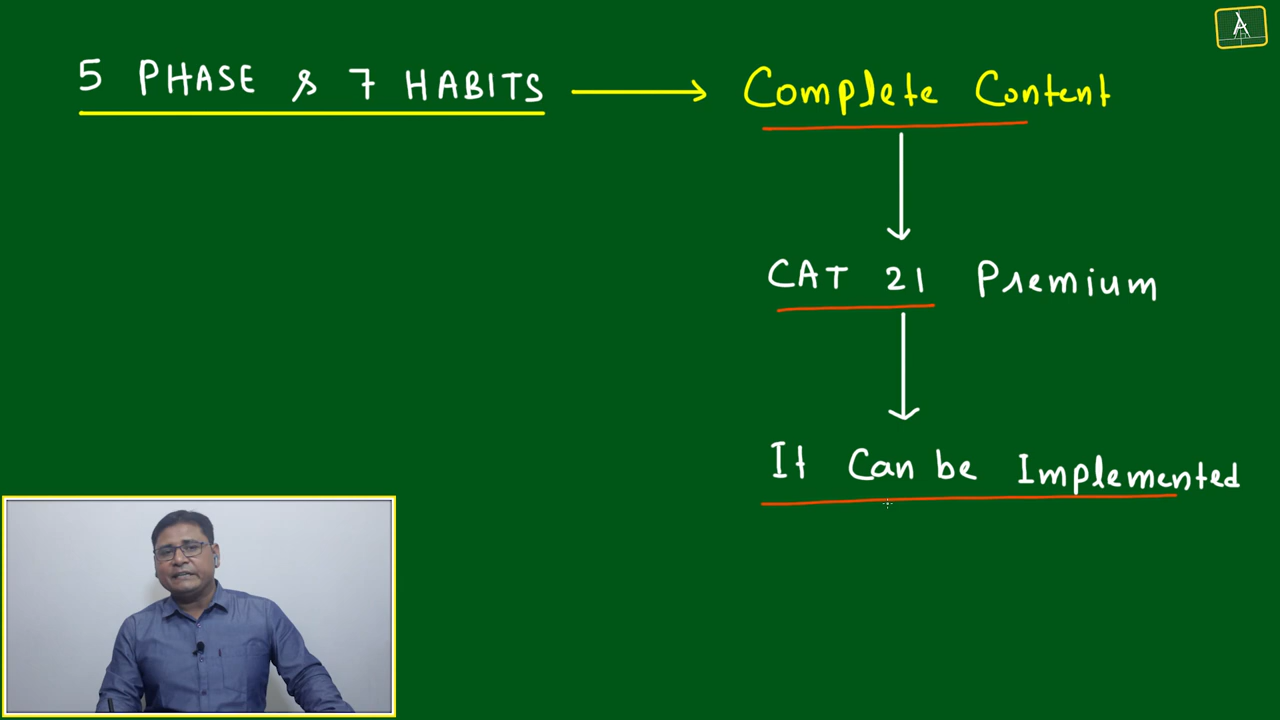 5 PHASE & 7 HABITS → Complete Content
CAT 21 Premium
It Can be Implemented